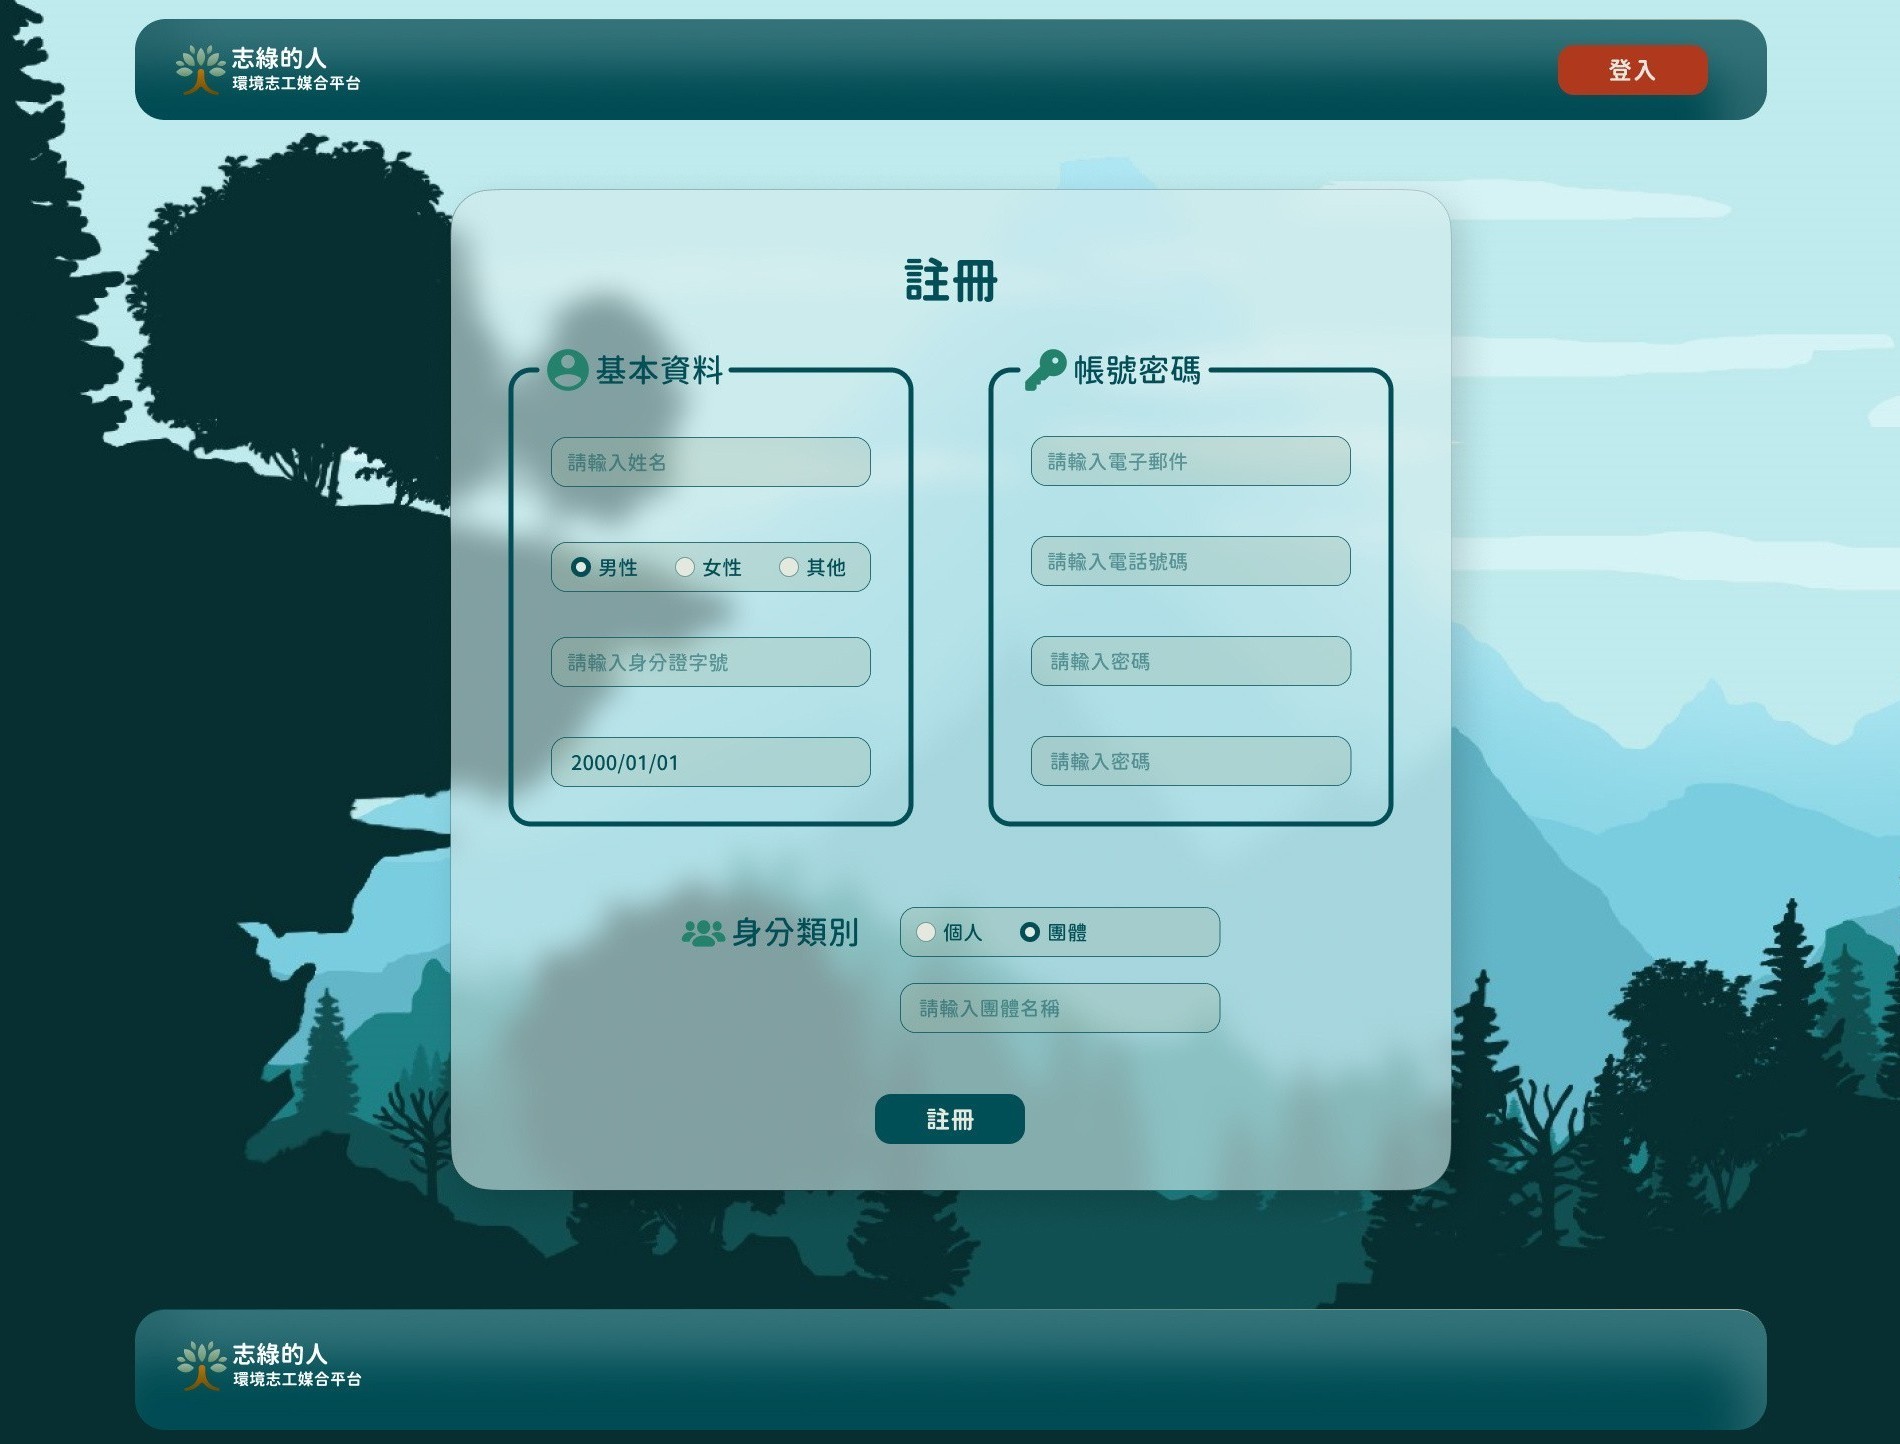 志綠的人
環境志工媒合平台
登入
註冊
基本資料
請輸入姓名
男性 女性 其他
請輸入身分證字號
2000/01/01
帳號密碼
請輸入電子郵件
請輸入電話號碼
請輸入密碼
請輸入密碼
身分類別
個人 團體
請輸入團體名稱
註冊
志綠的人
環境志工媒合平台